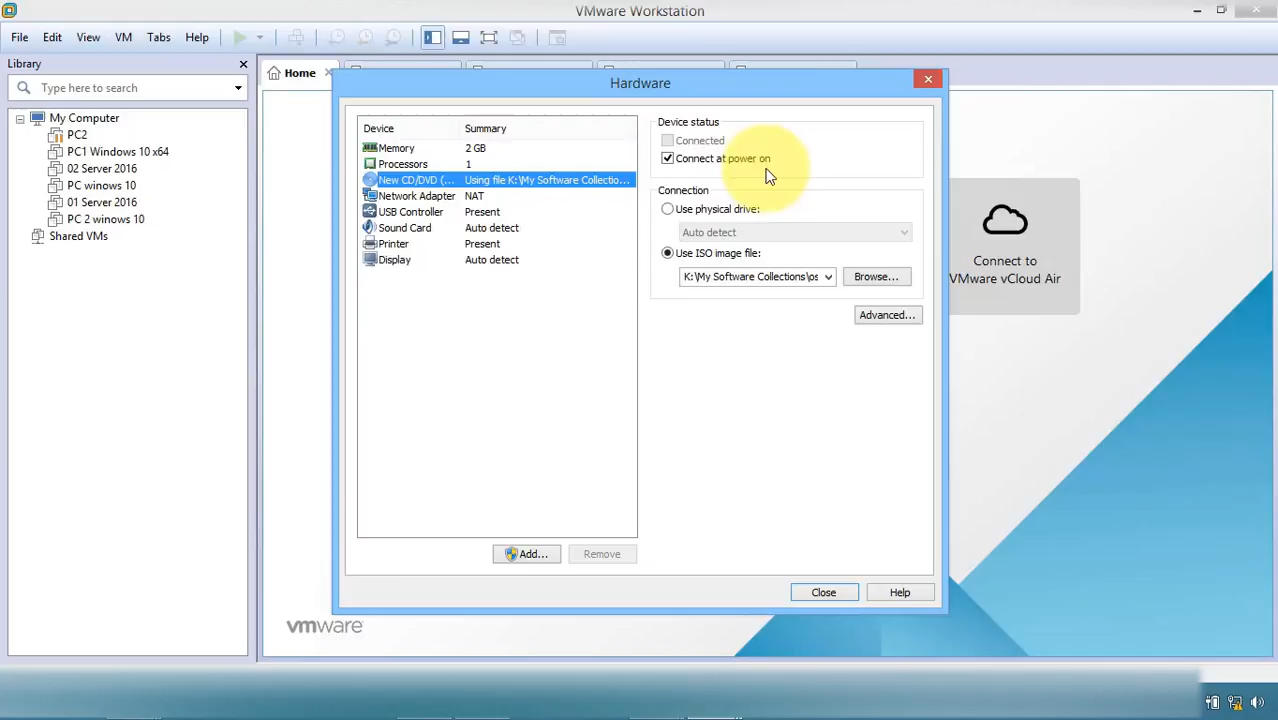 VMware Workstation
File Edit View VM Tabs Help
Library
Type here to search
My Computer
PC2
PC1 Windows 10 x64
02 Server 2016
PC winows 10
01 Server 2016
PC 2 winows 10
Shared VMs
Home
Hardware
Device Summary
Memory 2 GB
Processors 1
New CD/DVD (... Using file K:\My Software Collectio...
Network Adapter NAT
USB Controller Present
Sound Card Auto detect
Printer Present
Display Auto detect
Add... Remove
Device status
Connected
Connect at power on
Connection
Use physical drive:
Auto detect
Use ISO image file:
K:\My Software Collections\os Browse...
Advanced...
Close Help
Connect to
VMware vCloud Air
vmware